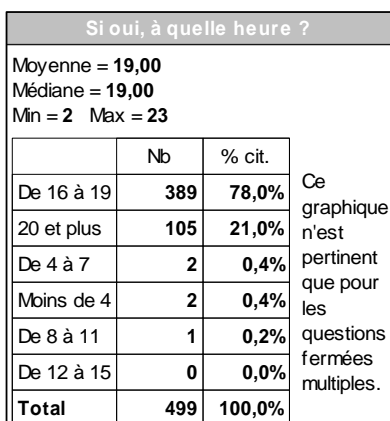 Si oui, à quelle heure ?
Moyenne = 19,00
Médiane = 19,00
Min = 2 Max = 23
Nb % cit.
De 16 à 19 389 78,0%
20 et plus 105 21,0%
De 4 à 7 2 0,4%
Moins de 4 2 0,4%
De 8 à 11 1 0,2%
De 12 à 15 0 0,0%
Total 499 100,0%
Ce
graphique
n'est
pertinent
que pour
les
questions
fermées
multiples.